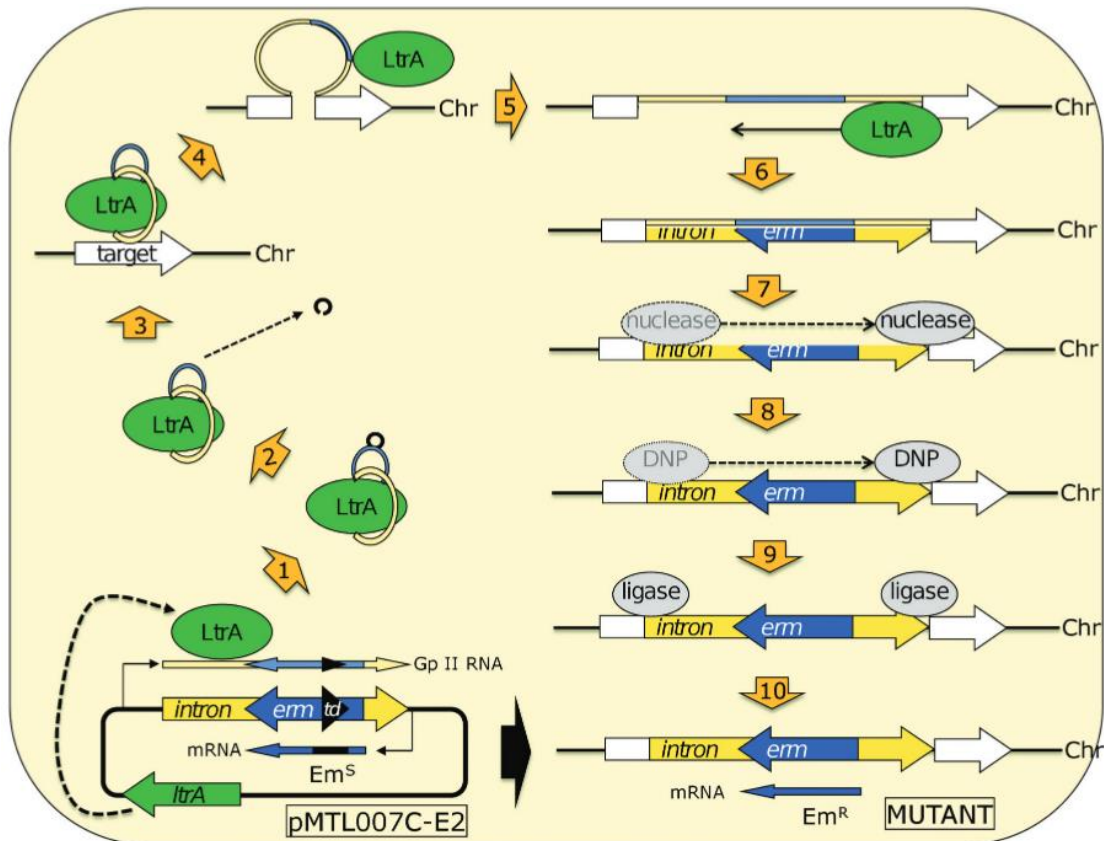 LtrA
Chr
5
LtrA
4
6
LtrA
target
Chr
intron erm
Chr
3
7
nuclease nuclease
intron erm
Chr
LtrA
2
8
DNP DNP
intron erm
Chr
LtrA
1
9
ligase ligase
intron erm
Chr
LtrA
Gp II RNA
intron erm td
mRNA
Em^S
ltrA
pMTL007C-E2
10
intron erm
Chr
mRNA
Em^R
MUTANT